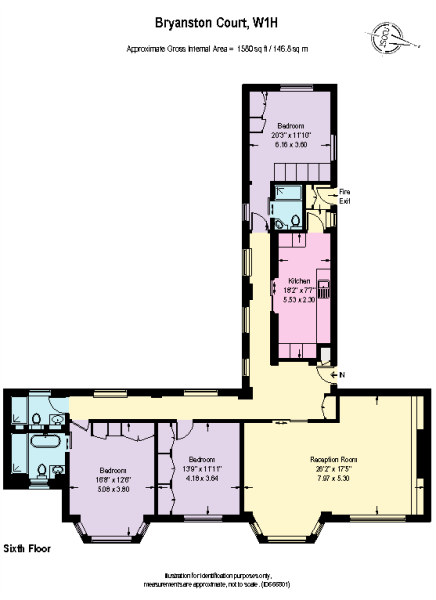 Bryanston Court, W1H
Approximate Gross Internal Area = 1580 sq ft / 146.8 sq m
Bedroom
20'3" x 11'10"
6.16 x 3.60
Fire
Exit
Kitchen
18'2" x 7'7"
5.53 x 2.30
IN
Bedroom
16'8" x 12'6"
5.08 x 3.80
Bedroom
13'9" x 11'11"
4.18 x 3.64
Reception Room
26'2" x 17'5"
7.97 x 5.30
Sixth Floor
Illustration for identification purposes only,
measurements are approximate, not to scale.